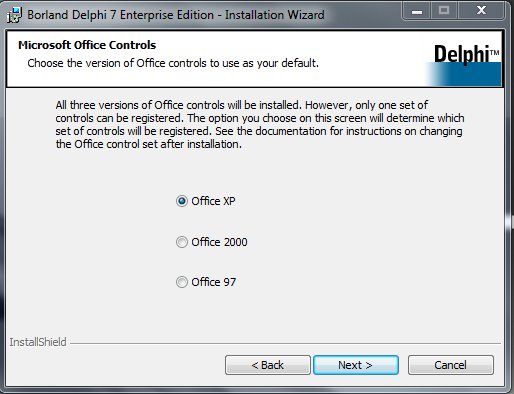 Borland Delphi 7 Enterprise Edition - Installation Wizard
Microsoft Office Controls
Choose the version of Office controls to use as your default.
Delphi™
All three versions of Office controls will be installed. However, only one set of
controls can be registered. The option you choose on this screen will determine which
set of controls will be registered. See the documentation for instructions on changing
the Office control set after installation.
Office XP
Office 2000
Office 97
InstallShield
< Back
Next >
Cancel